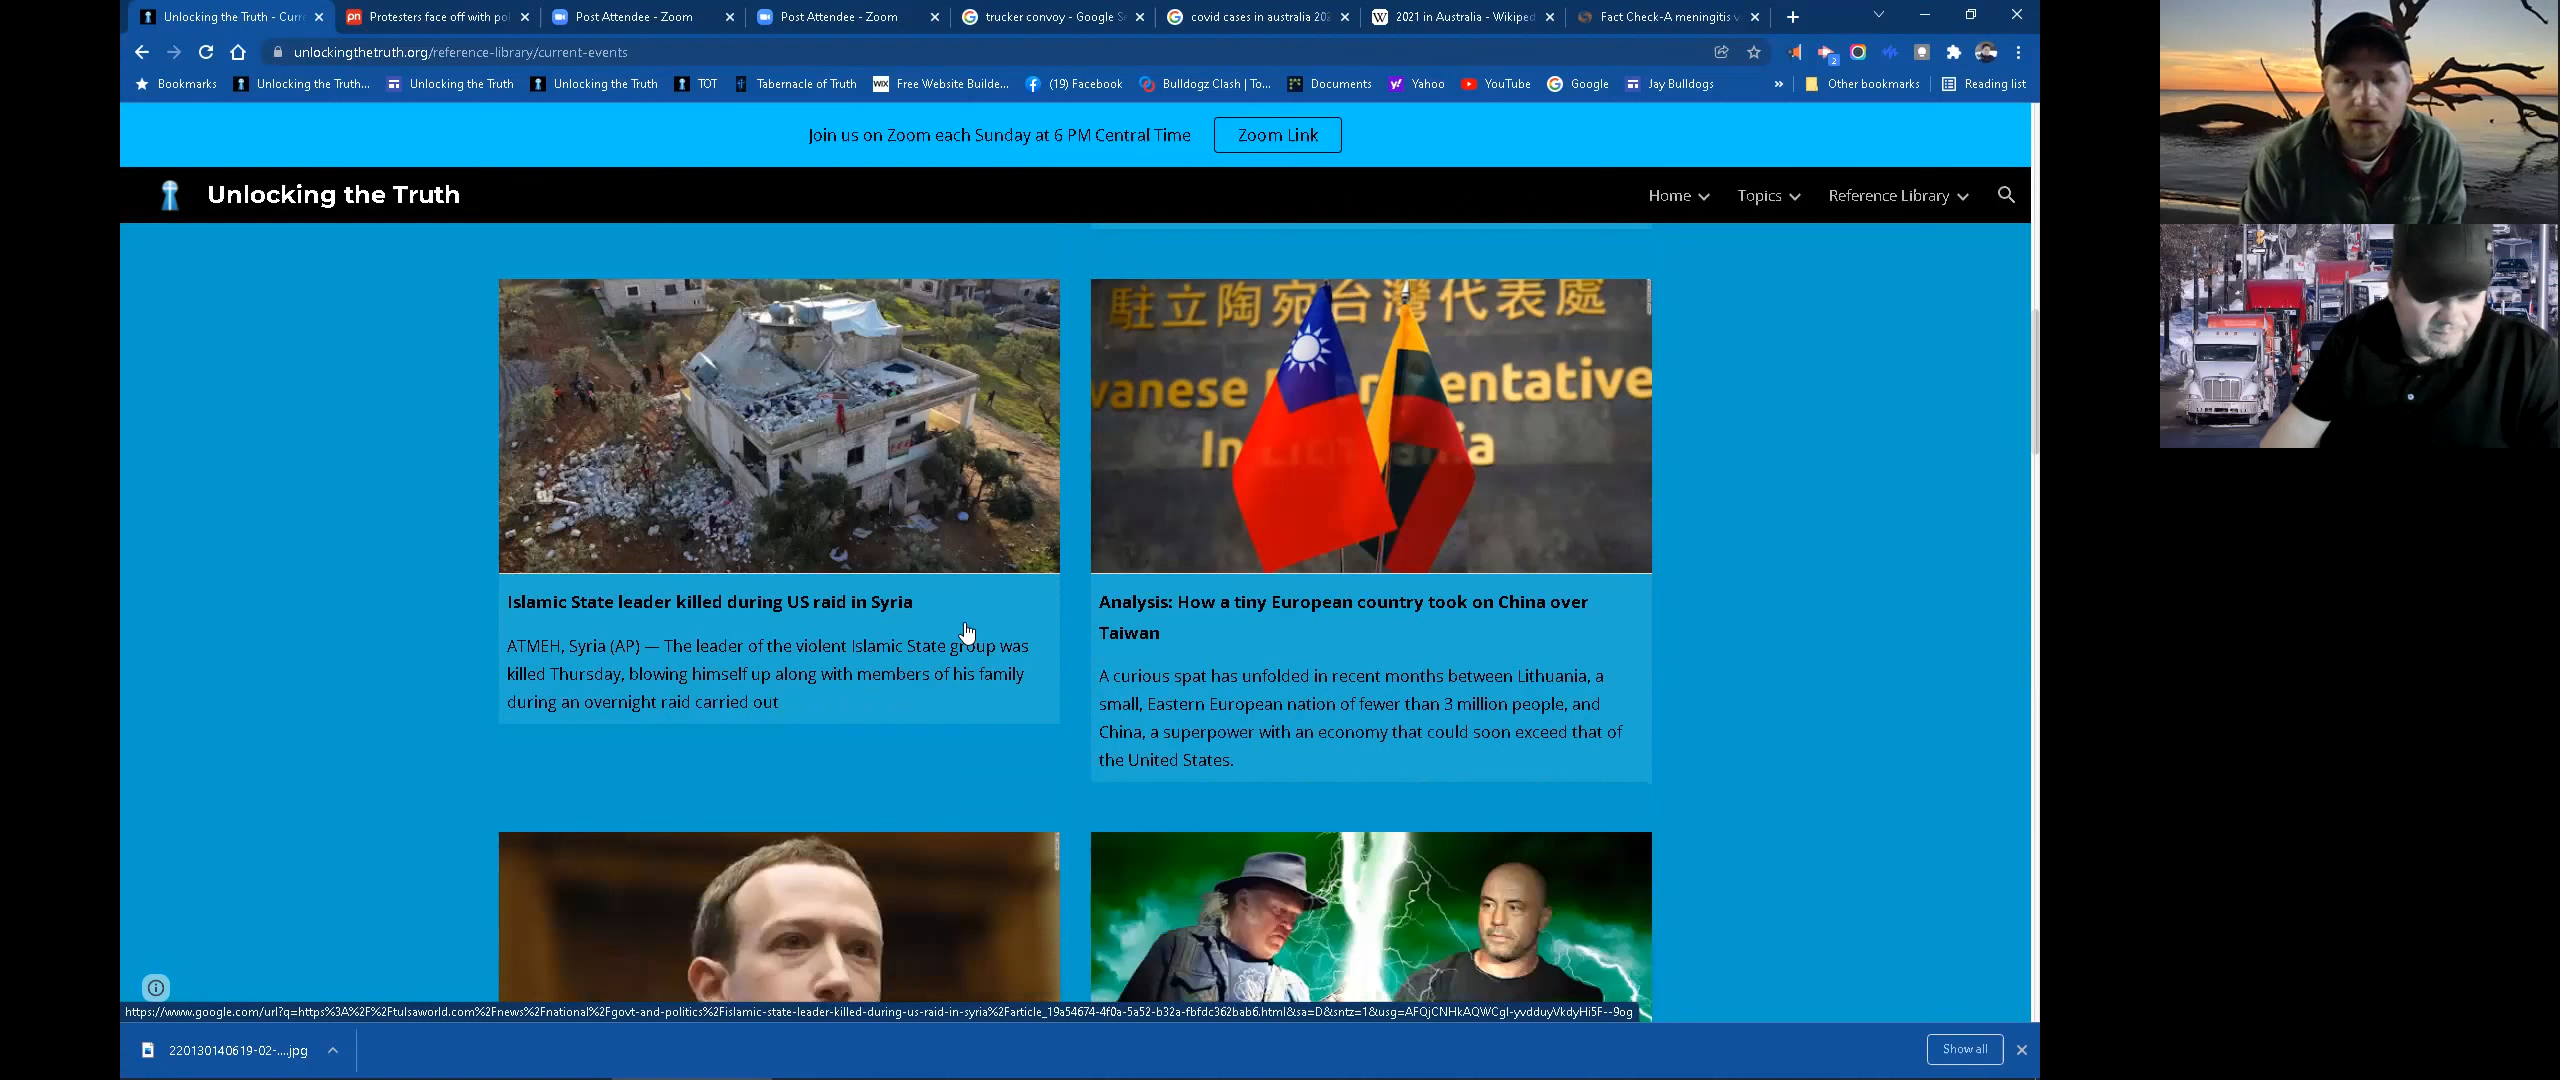 Unlocking the Truth - Curr
Protesters face off with pol
Post Attendee - Zoom
Post Attendee - Zoom
trucker convoy - Google Se
covid cases in australia 202
2021 in Australia - Wikiped
Fact Check-A meningitis v
unlockingthetruth.org/reference-library/current-events
2
Bookmarks
Unlocking the Truth...
Unlocking the Truth
Unlocking the Truth
TOT
Tabernacle of Truth
WIX
Free Website Builde...
(19) Facebook
Bulldogz Clash | To...
Documents
Yahoo
YouTube
Google
Jay Bulldogs
»
Other bookmarks
Reading list
Join us on Zoom each Sunday at 6 PM Central Time
Zoom Link
Unlocking the Truth
Home
Topics
Reference Library
駐立陶宛台灣代表處
wanese Representative
In Lithuania
Islamic State leader killed during US raid in Syria
ATMEH, Syria (AP) — The leader of the violent Islamic State group was
killed Thursday, blowing himself up along with members of his family
during an overnight raid carried out
Analysis: How a tiny European country took on China over
Taiwan
A curious spat has unfolded in recent months between Lithuania, a
small, Eastern European nation of fewer than 3 million people, and
China, a superpower with an economy that could soon exceed that of
the United States.
https://www.google.com/url?q=https%3A%2F%2Ftulsaworld.com%2Fnews%2Fnational%2Fgovt-and-politics%2Fislamic-state-leader-killed-during-us-raid-in-syria%2Farticle_19a54674-4f0a-5a52-b32a-fbfdc362bab6.html&sa=D&sntz=1&usg=AFQjCNHkAQWCgI-yvdduyVkdyHi5F--9og
220130140619-02-....jpg
Show all